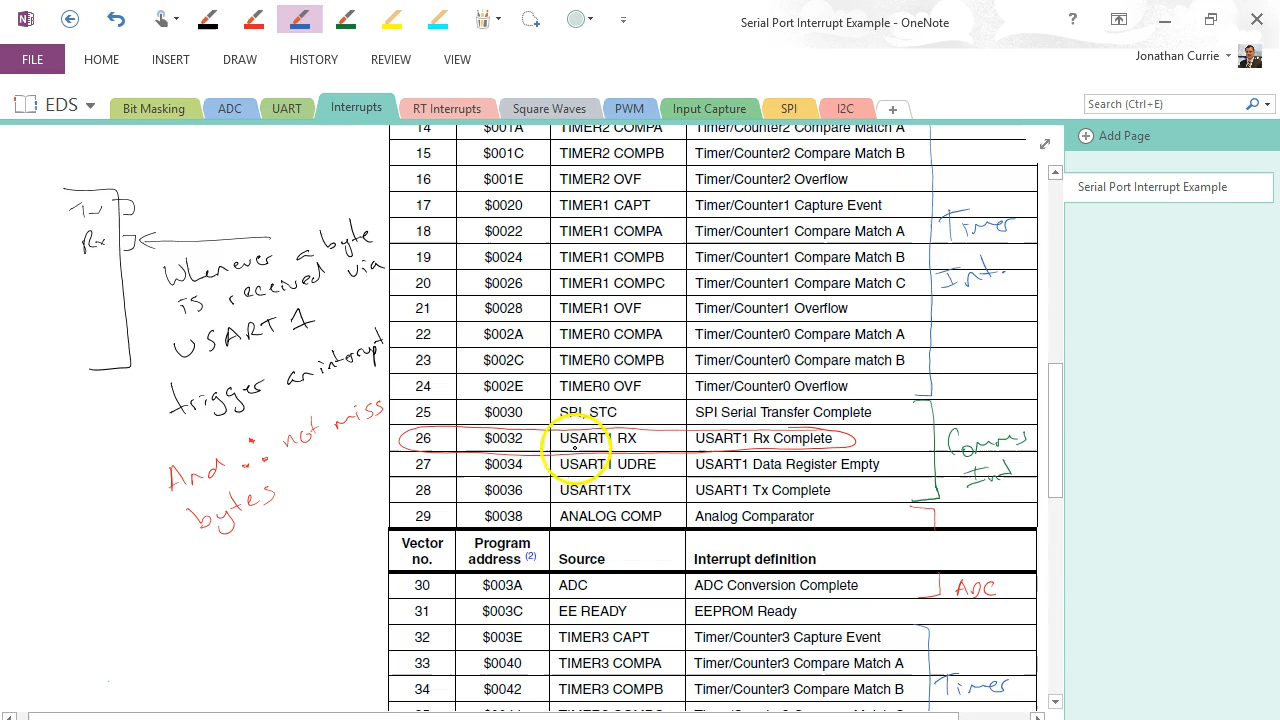 Serial Port Interrupt Example - OneNote
?
Jonathan Currie
FILE HOME INSERT DRAW HISTORY REVIEW VIEW
EDS
Bit Masking ADC UART Interrupts RT Interrupts Square Waves PWM Input Capture SPI I2C
Search (Ctrl+E)
Add Page
Serial Port Interrupt Example
14 $001A TIMER2 COMPA Timer/Counter2 Compare Match A
15 $001C TIMER2 COMPB Timer/Counter2 Compare Match B
16 $001E TIMER2 OVF Timer/Counter2 Overflow
17 $0020 TIMER1 CAPT Timer/Counter1 Capture Event
18 $0022 TIMER1 COMPA Timer/Counter1 Compare Match A
19 $0024 TIMER1 COMPB Timer/Counter1 Compare Match B
20 $0026 TIMER1 COMPC Timer/Counter1 Compare Match C
21 $0028 TIMER1 OVF Timer/Counter1 Overflow
22 $002A TIMER0 COMPA Timer/Counter0 Compare Match A
23 $002C TIMER0 COMPB Timer/Counter0 Compare match B
24 $002E TIMER0 OVF Timer/Counter0 Overflow
25 $0030 SPI, STC SPI Serial Transfer Complete
26 $0032 USART1 RX USART1 Rx Complete
27 $0034 USART1 UDRE USART1 Data Register Empty
28 $0036 USART1TX USART1 Tx Complete
29 $0038 ANALOG COMP Analog Comparator
Vector no. Program address (2) Source Interrupt definition
30 $003A ADC ADC Conversion Complete
31 $003C EE READY EEPROM Ready
32 $003E TIMER3 CAPT Timer/Counter3 Capture Event
33 $0040 TIMER3 COMPA Timer/Counter3 Compare Match A
34 $0042 TIMER3 COMPB Timer/Counter3 Compare Match B
Rx
Whenever a byte
is received via
USART 1
trigger an interrupt
And ∴ not miss
bytes
Timer
Int.
Comms
Int
ADC
Timer